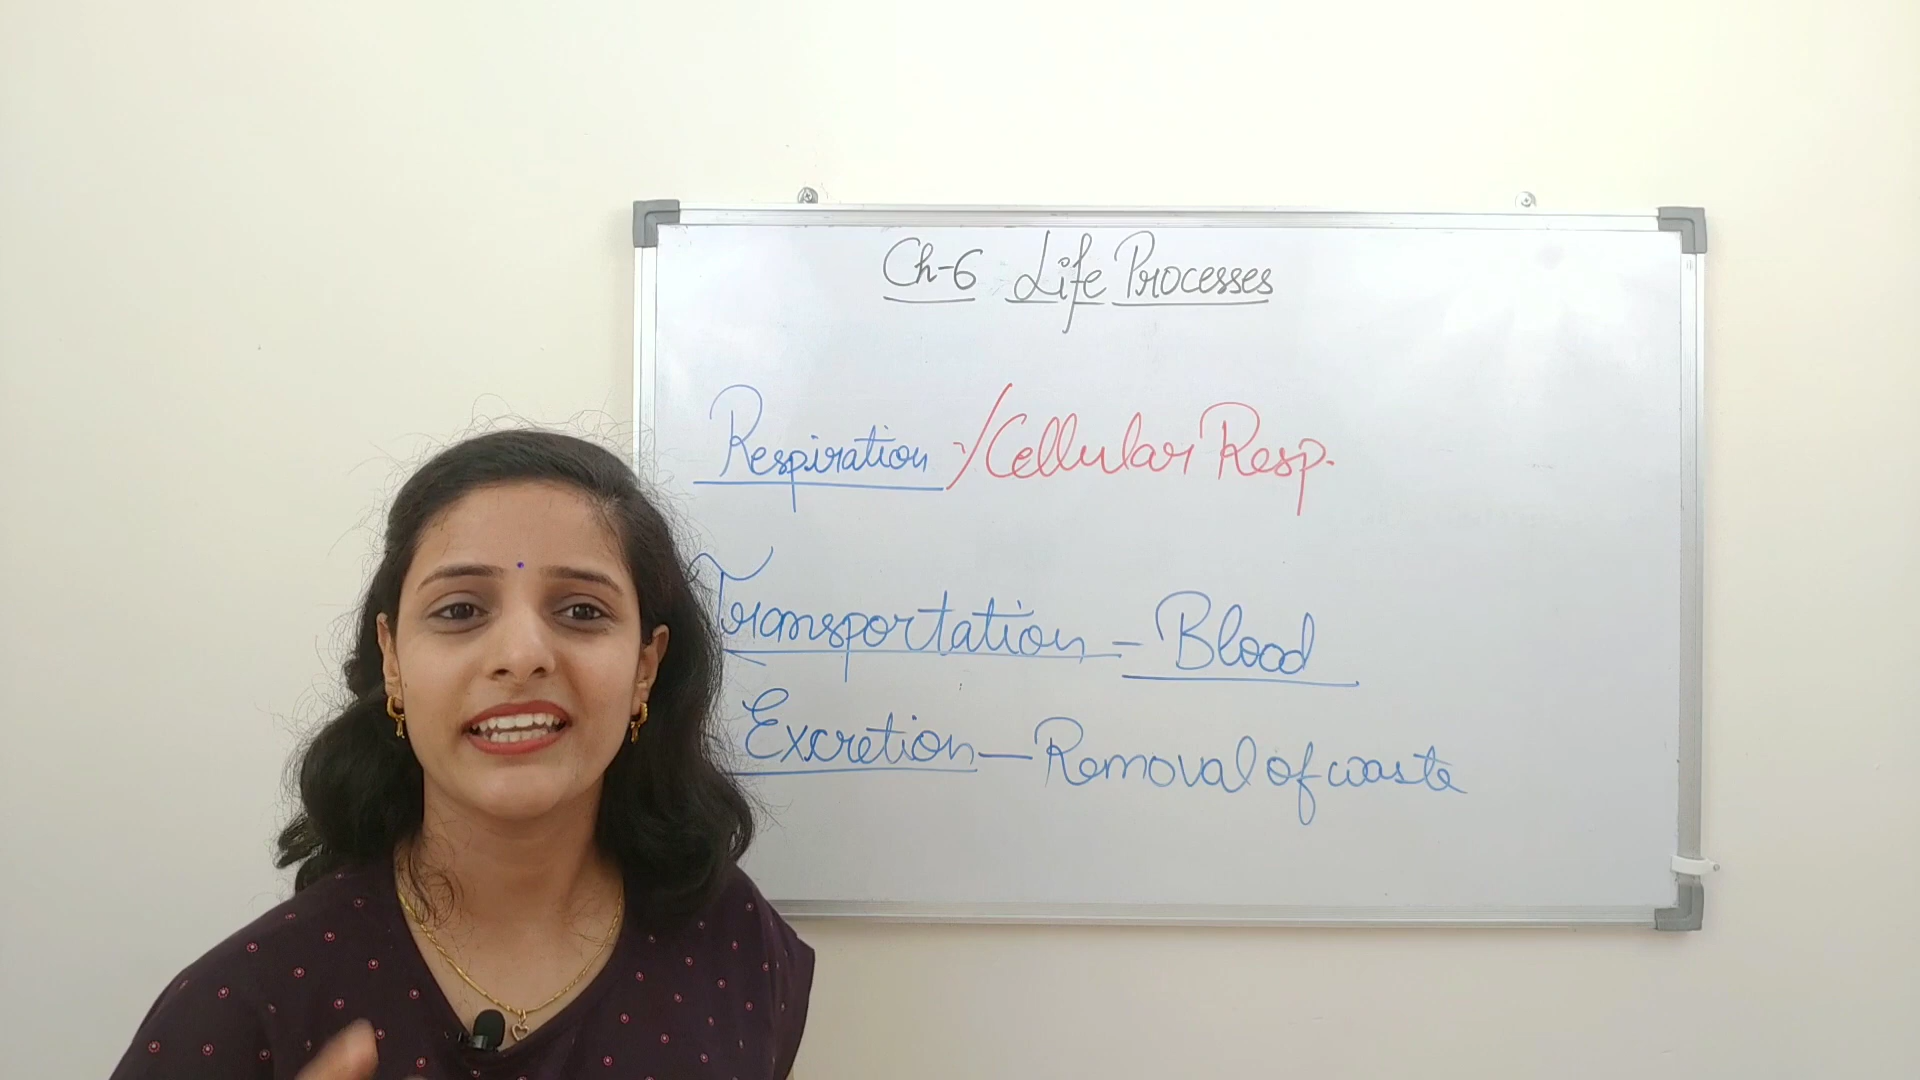 Ch-6 Life Processes
Respiration / Cellular Resp.
Transportation - Blood
Excretion - Removal of waste